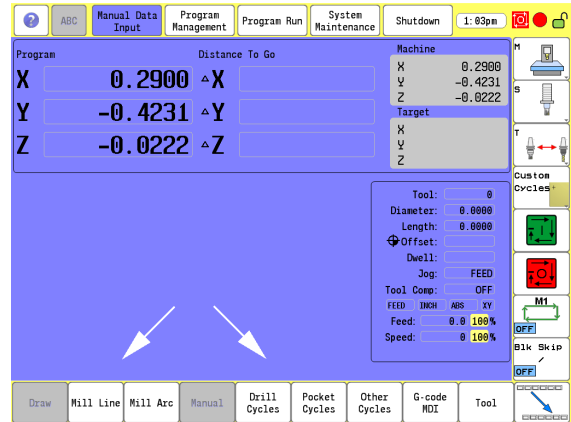 ?
ABC
Manual Data
Input
Program
Management
Program Run
System
Maintenance
Shutdown
1:03pm
Program
Distance To Go
X 0.2900 △X
Y -0.4231 △Y
Z -0.0222 △Z
Machine
X 0.2900
Y -0.4231
Z -0.0222
Target
X
Y
Z
Tool: 0
Diameter: 0.0000
Length: 0.0000
Offset:
Dwell:
Jog: FEED
Tool Comp: OFF
FEED INCH ABS XY
Feed: 0.0 100%
Speed: 0 100%
M
S
T
Custom
Cycles+
M1
OFF
Blk Skip
/
OFF
Draw
Mill Line
Mill Arc
Manual
Drill
Cycles
Pocket
Cycles
Other
Cycles
G-code
MDI
Tool